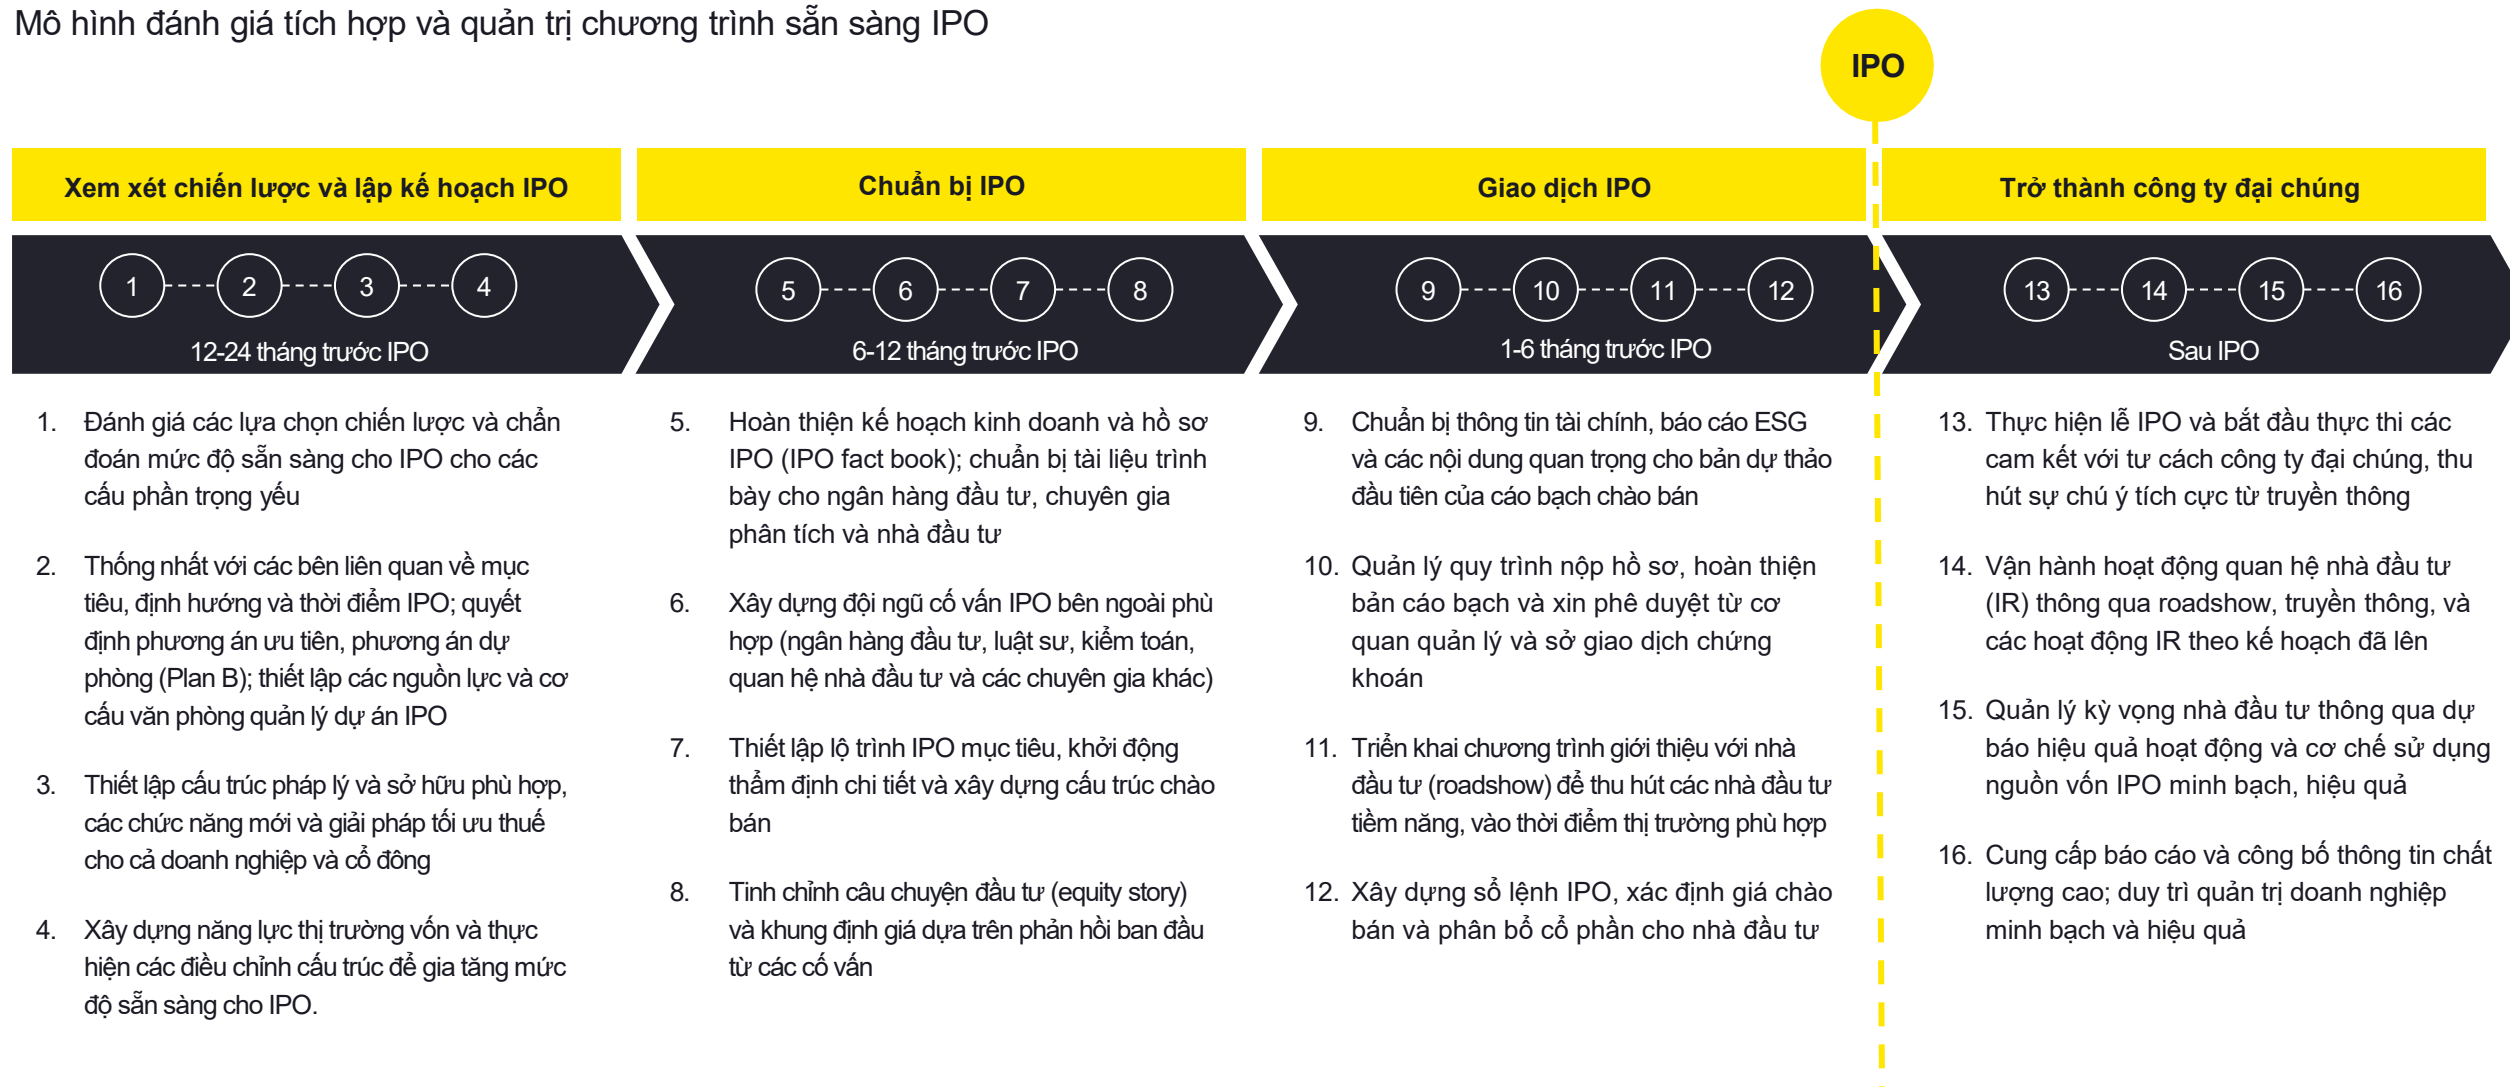 Mô hình đánh giá tích hợp và quản trị chương trình sẵn sàng IPO
IPO
Xem xét chiến lược và lập kế hoạch IPO
1 2 3 4
12-24 tháng trước IPO
1. Đánh giá các lựa chọn chiến lược và chẩn
đoán mức độ sẵn sàng cho IPO cho các
cấu phần trọng yếu
2. Thống nhất với các bên liên quan về mục
tiêu, định hướng và thời điểm IPO; quyết
định phương án ưu tiên, phương án dự
phòng (Plan B); thiết lập các nguồn lực và cơ
cấu văn phòng quản lý dự án IPO
3. Thiết lập cấu trúc pháp lý và sở hữu phù hợp,
các chức năng mới và giải pháp tối ưu thuế
cho cả doanh nghiệp và cổ đông
4. Xây dựng năng lực thị trường vốn và thực
hiện các điều chỉnh cấu trúc để gia tăng mức
độ sẵn sàng cho IPO.
Chuẩn bị IPO
5 6 7 8
6-12 tháng trước IPO
5. Hoàn thiện kế hoạch kinh doanh và hồ sơ
IPO (IPO fact book); chuẩn bị tài liệu trình
bày cho ngân hàng đầu tư, chuyên gia
phân tích và nhà đầu tư
6. Xây dựng đội ngũ cố vấn IPO bên ngoài phù
hợp (ngân hàng đầu tư, luật sư, kiểm toán,
quan hệ nhà đầu tư và các chuyên gia khác)
7. Thiết lập lộ trình IPO mục tiêu, khởi động
thẩm định chi tiết và xây dựng cấu trúc chào
bán
8. Tinh chỉnh câu chuyện đầu tư (equity story)
và khung định giá dựa trên phản hồi ban đầu
từ các cố vấn
Giao dịch IPO
9 10 11 12
1-6 tháng trước IPO
9. Chuẩn bị thông tin tài chính, báo cáo ESG
và các nội dung quan trọng cho bản dự thảo
đầu tiên của cáo bạch chào bán
10. Quản lý quy trình nộp hồ sơ, hoàn thiện
bản cáo bạch và xin phê duyệt từ cơ
quan quản lý và sở giao dịch chứng
khoán
11. Triển khai chương trình giới thiệu với nhà
đầu tư (roadshow) để thu hút các nhà đầu tư
tiềm năng, vào thời điểm thị trường phù hợp
12. Xây dựng sổ lệnh IPO, xác định giá chào
bán và phân bổ cổ phần cho nhà đầu tư
Trở thành công ty đại chúng
13 14 15 16
Sau IPO
13. Thực hiện lễ IPO và bắt đầu thực thi các
cam kết với tư cách công ty đại chúng, thu
hút sự chú ý tích cực từ truyền thông
14. Vận hành hoạt động quan hệ nhà đầu tư
(IR) thông qua roadshow, truyền thông, và
các hoạt động IR theo kế hoạch đã lên
15. Quản lý kỳ vọng nhà đầu tư thông qua dự
báo hiệu quả hoạt động và cơ chế sử dụng
nguồn vốn IPO minh bạch, hiệu quả
16. Cung cấp báo cáo và công bố thông tin chất
lượng cao; duy trì quản trị doanh nghiệp
minh bạch và hiệu quả